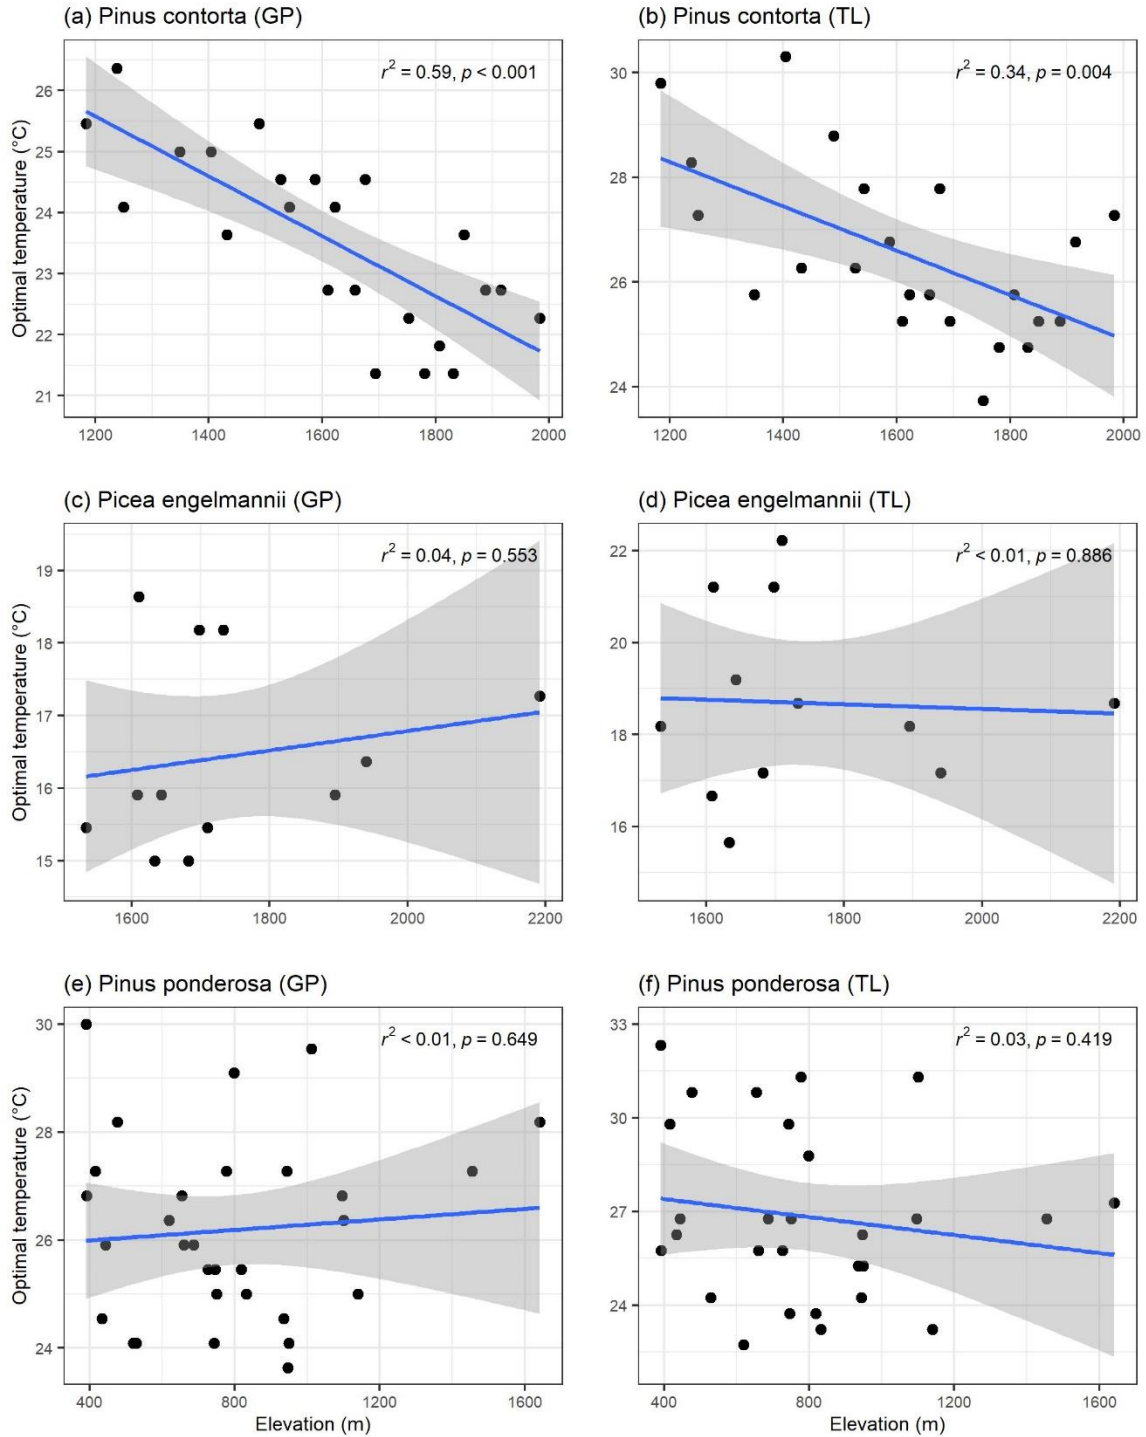 (a) Pinus contorta (GP)
r² = 0.59, p < 0.001
Optimal temperature (°C)
26
25
24
23
22
21
1200 1400 1600 1800 2000
(b) Pinus contorta (TL)
r² = 0.34, p = 0.004
30
28
26
24
1200 1400 1600 1800 2000
(c) Picea engelmannii (GP)
r² = 0.04, p = 0.553
Optimal temperature (°C)
19
18
17
16
15
1600 1800 2000 2200
(d) Picea engelmannii (TL)
r² < 0.01, p = 0.886
22
20
18
16
1600 1800 2000 2200
(e) Pinus ponderosa (GP)
r² < 0.01, p = 0.649
Optimal temperature (°C)
30
28
26
24
400 800 1200 1600
Elevation (m)
(f) Pinus ponderosa (TL)
r² = 0.03, p = 0.419
33
30
27
24
400 800 1200 1600
Elevation (m)